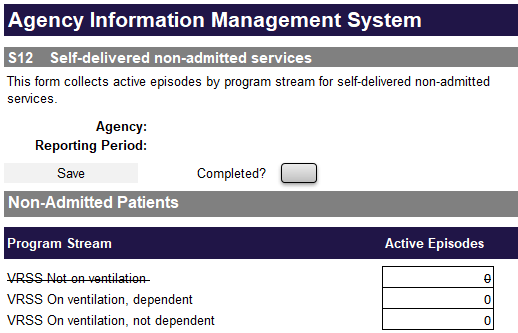 Agency Information Management System
S12 Self-delivered non-admitted services
This form collects active episodes by program stream for self-delivered non-admitted
services.
Agency:
Reporting Period:
Save Completed?
Non-Admitted Patients
Program Stream Active Episodes
VRSS Not on ventilation 0
VRSS On ventilation, dependent 0
VRSS On ventilation, not dependent 0